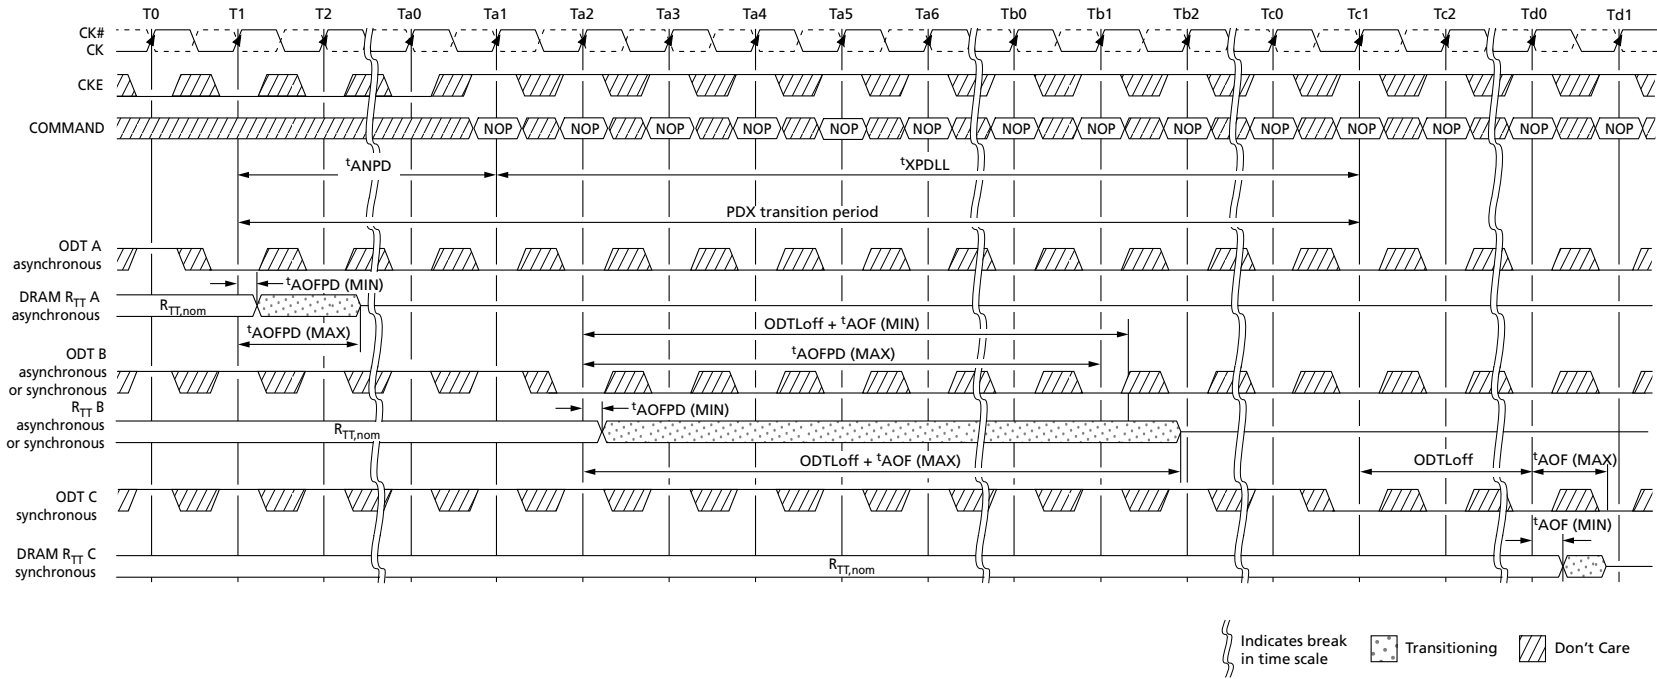 T0 T1 T2 Ta0 Ta1 Ta2 Ta3 Ta4 Ta5 Ta6 Tb0 Tb1 Tb2 Tc0 Tc1 Tc2 Td0 Td1
CK#
CK
CKE
COMMAND NOP NOP NOP NOP NOP NOP NOP NOP NOP NOP NOP NOP NOP NOP
tANPD tXPDLL
PDX transition period
ODT A
asynchronous
tAOFPD (MIN)
DRAM RTT A
asynchronous
RTT,nom
tAOFPD (MAX)
ODTLoff + tAOF (MIN)
tAOFPD (MAX)
ODT B
asynchronous
or synchronous
tAOFPD (MIN)
RTT B
asynchronous
or synchronous
RTT,nom
ODTLoff + tAOF (MAX)
ODTLoff tAOF (MAX)
ODT C
synchronous
tAOF (MIN)
DRAM RTT C
synchronous
RTT,nom
Indicates break
in time scale
Transitioning
Don't Care